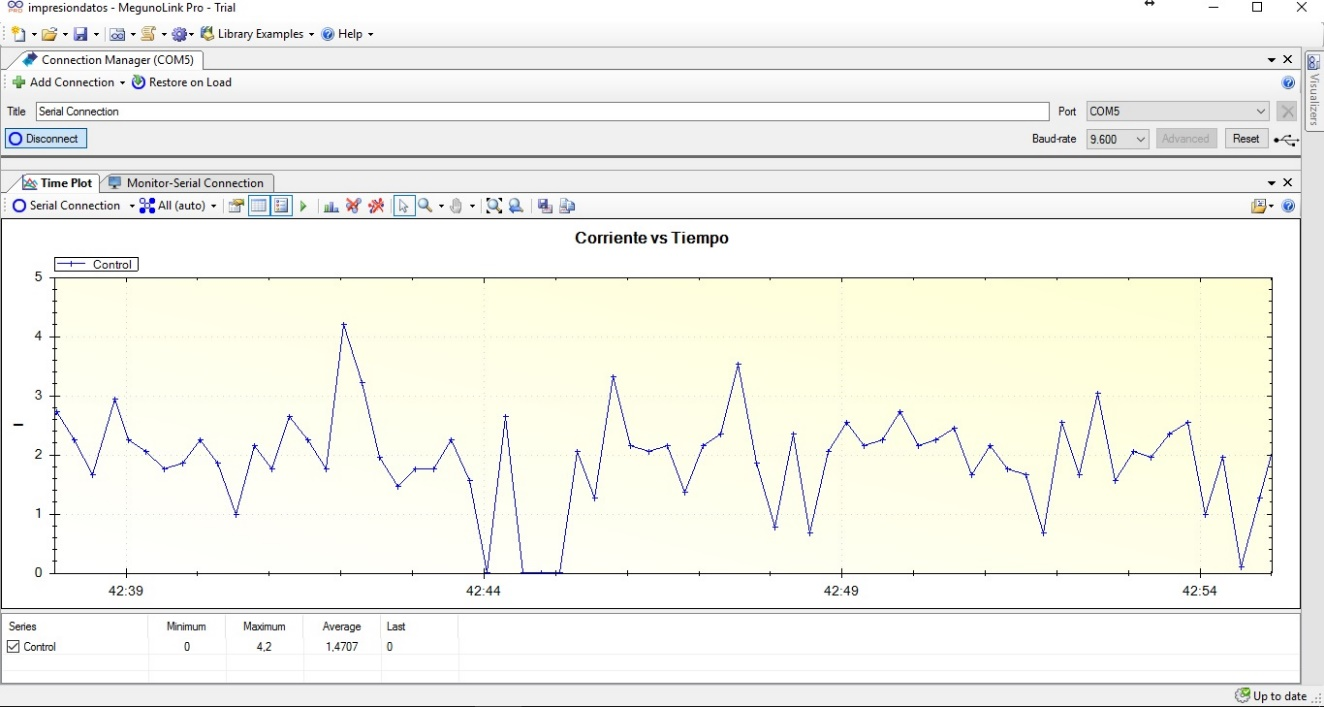 impresiondatos - MegunoLink Pro - Trial
Library Examples Help
Connection Manager (COM5)
Add Connection Restore on Load
Title Serial Connection Port COM5
Disconnect Baud-rate 9.600 Advanced Reset
Visualizers
Time Plot Monitor-Serial Connection
Serial Connection All (auto)
Corriente vs Tiempo
Control
5
4
3
2
1
0
I
42:39 42:44 42:49 42:54
Series Minimum Maximum Average Last
Control 0 4,2 1,4707 0
Up to date